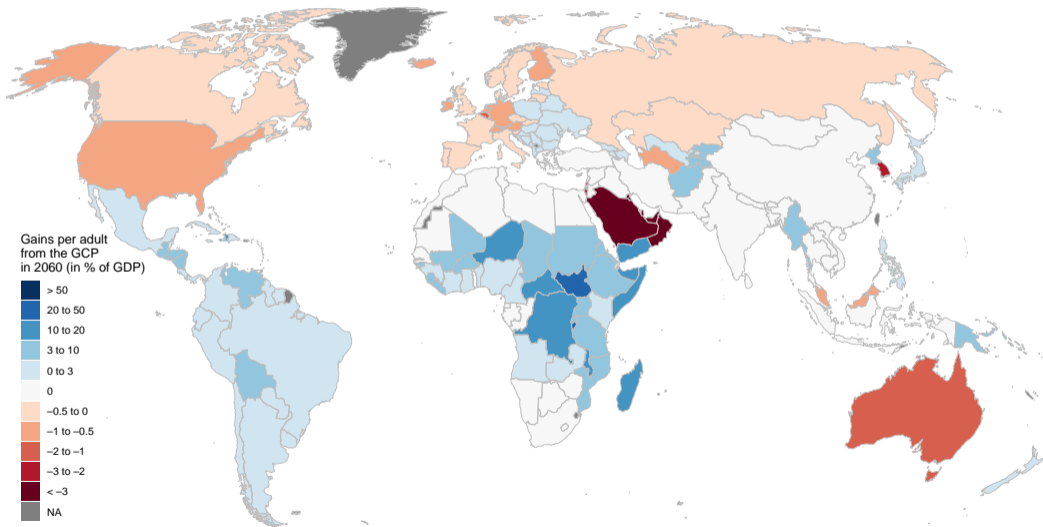 Gains per adult
from the GCP
in 2060 (in % of GDP)
> 50
20 to 50
10 to 20
3 to 10
0 to 3
0
–0.5 to 0
–1 to –0.5
–2 to –1
–3 to –2
< –3
NA